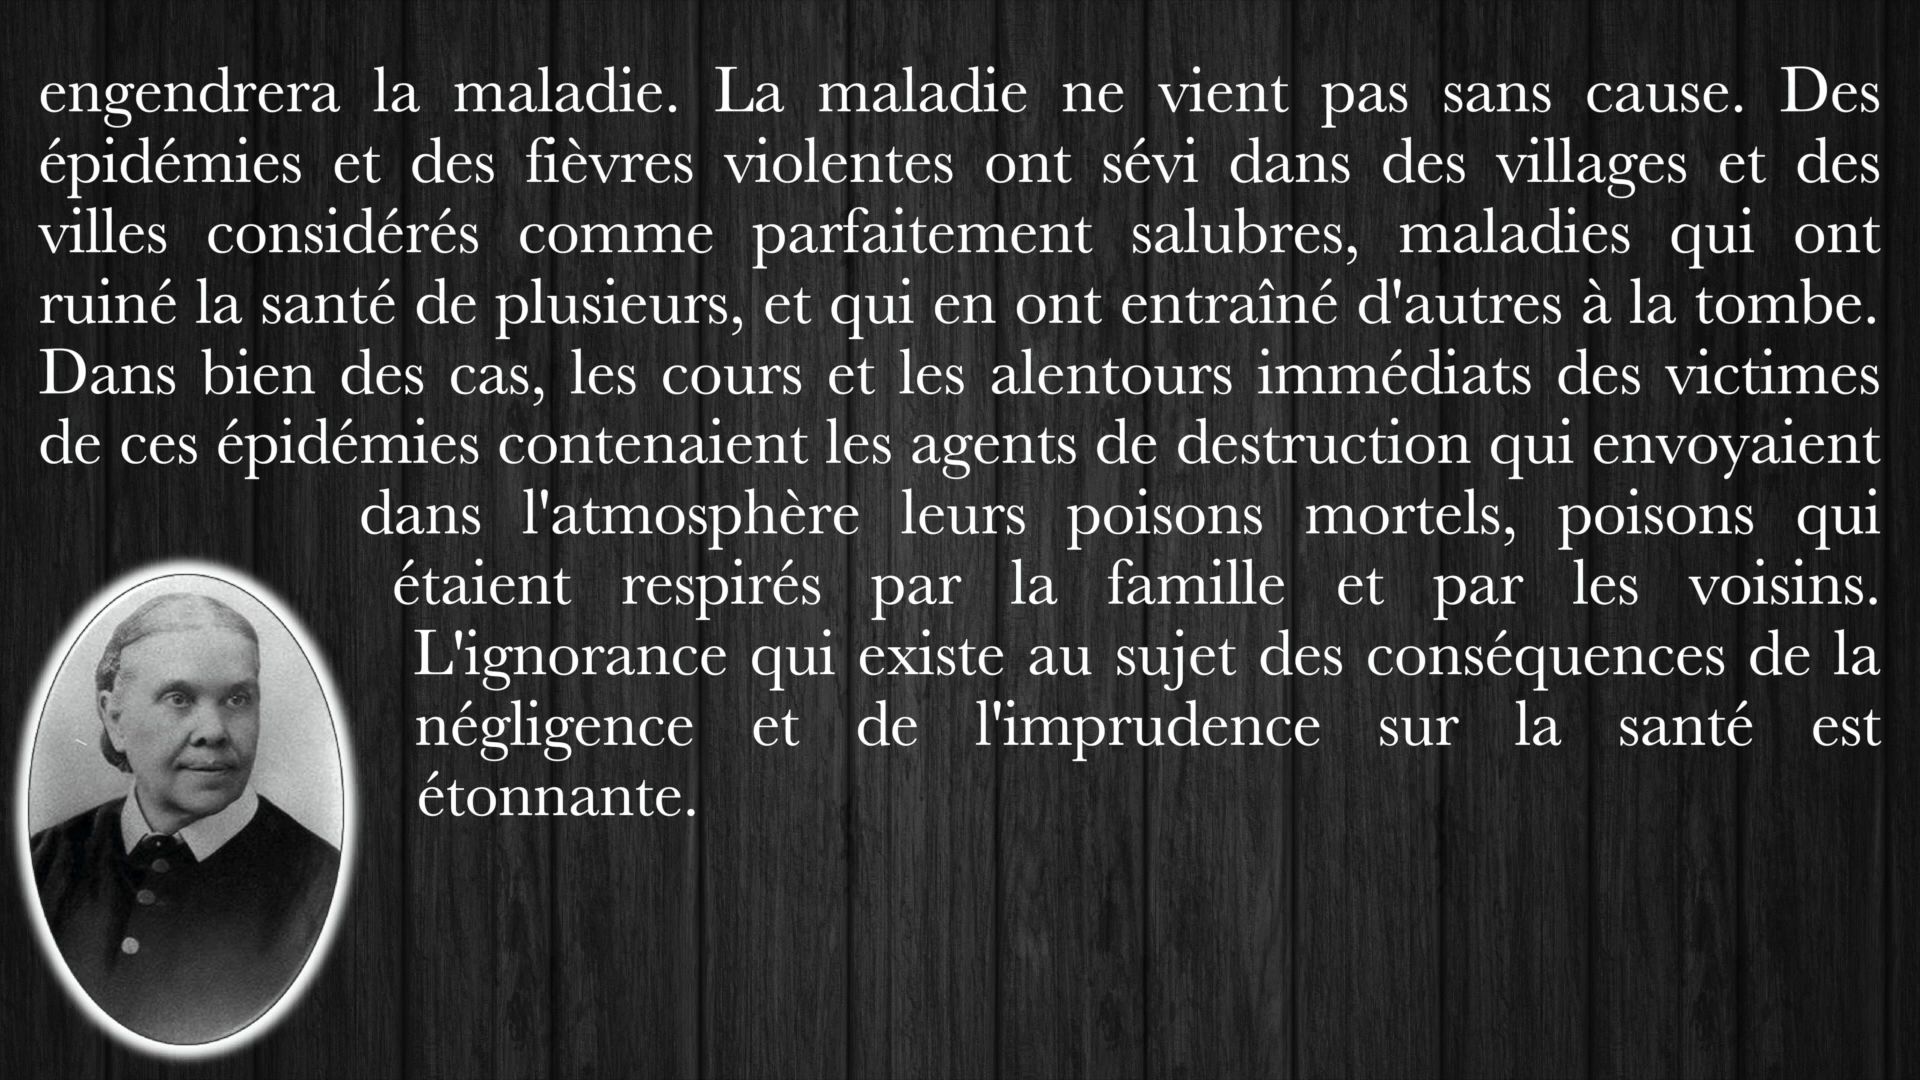 engendrera la maladie. La maladie ne vient pas sans cause. Des
épidémies et des fièvres violentes ont sévi dans des villages et des
villes considérés comme parfaitement salubres, maladies qui ont
ruiné la santé de plusieurs, et qui en ont entraîné d'autres à la tombe.
Dans bien des cas, les cours et les alentours immédiats des victimes
de ces épidémies contenaient les agents de destruction qui envoyaient
dans l'atmosphère leurs poisons mortels, poisons qui
étaient respirés par la famille et par les voisins.
L'ignorance qui existe au sujet des conséquences de la
négligence et de l'imprudence sur la santé est
étonnante.